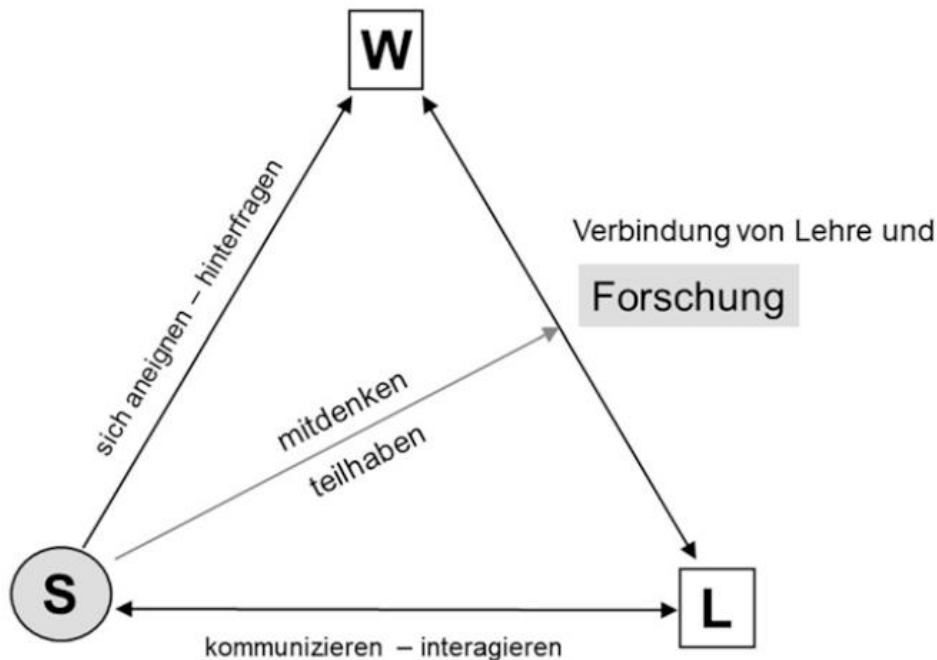 W
sich aneignen – hinterfragen
Verbindung von Lehre und
Forschung
mitdenken
teilhaben
S
L
kommunizieren – interagieren